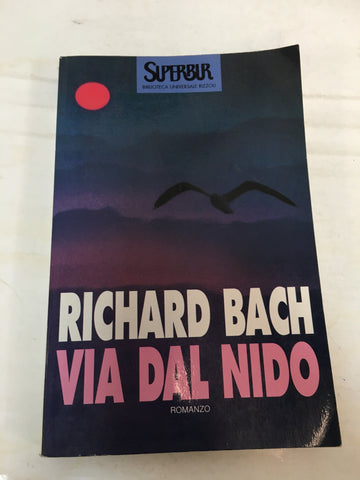 SUPERBUR
BIBLIOTECA UNIVERSALE RIZZOLI
RICHARD BACH
VIA DAL NIDO
ROMANZO